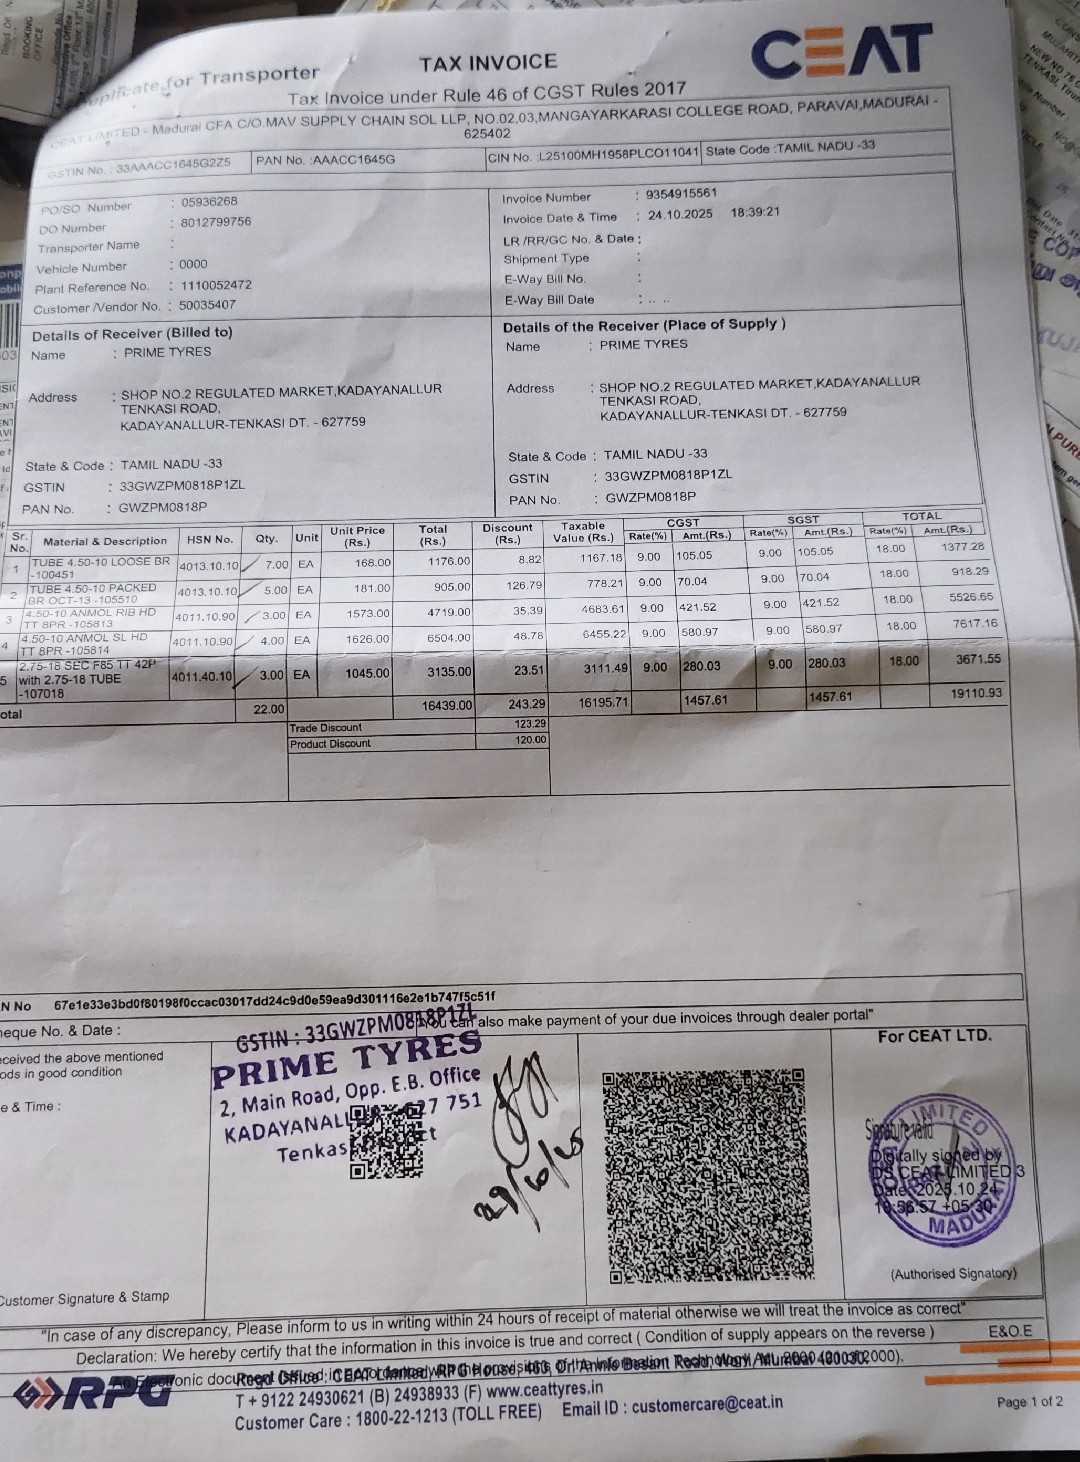 CEAT
TAX INVOICE
Duplicate for Transporter
Tax Invoice under Rule 46 of CGST Rules 2017
CEAT LIMITED - Madurai CFA C/O.MAV SUPPLY CHAIN SOL LLP, NO.02,03,MANGAYARKARASI COLLEGE ROAD, PARAVAI,MADURAI -
625402
GSTIN No. : 33AAACC1645G2Z5 PAN No. :AAACC1645G CIN No. :L25100MH1958PLCO11041 State Code :TAMIL NADU -33
PO/SO Number : 05936268
DO Number : 8012799756
Transporter Name :
Vehicle Number : 0000
Plant Reference No. : 1110052472
Customer /Vendor No. : 50035407
Invoice Number : 9354915561
Invoice Date & Time : 24.10.2025 18:39:21
LR /RR/GC No. & Date :
Shipment Type :
E-Way Bill No. :
E-Way Bill Date : .. ..
Details of Receiver (Billed to)
Name : PRIME TYRES
Address : SHOP NO.2 REGULATED MARKET,KADAYANALLUR
TENKASI ROAD,
KADAYANALLUR-TENKASI DT. - 627759
State & Code : TAMIL NADU -33
GSTIN : 33GWZPM0818P1ZL
PAN No. : GWZPM0818P
Details of the Receiver (Place of Supply )
Name : PRIME TYRES
Address : SHOP NO.2 REGULATED MARKET,KADAYANALLUR
TENKASI ROAD,
KADAYANALLUR-TENKASI DT. - 627759
State & Code : TAMIL NADU -33
GSTIN : 33GWZPM0818P1ZL
PAN No. : GWZPM0818P
Sr. No. Material & Description HSN No. Qty. Unit Unit Price (Rs.) Total (Rs.) Discount (Rs.) Taxable Value (Rs.) CGST Rate(%) Amt.(Rs.) SGST Rate(%) Amt.(Rs.) TOTAL Rate(%) Amt.(Rs.)
1 TUBE 4.50-10 LOOSE BR -100451 4013.10.10 7.00 EA 168.00 1176.00 8.82 1167.18 9.00 105.05 9.00 105.05 18.00 1377.28
2 TUBE 4.50-10 PACKED BR OCT-13 -105510 4013.10.10 5.00 EA 181.00 905.00 126.79 778.21 9.00 70.04 9.00 70.04 18.00 918.29
3 4.50-10 ANMOL RIB HD TT 8PR -105813 4011.10.90 3.00 EA 1573.00 4719.00 35.39 4683.61 9.00 421.52 9.00 421.52 18.00 5526.65
4 4.50-10 ANMOL SL HD TT 8PR -105814 4011.10.90 4.00 EA 1626.00 6504.00 48.78 6455.22 9.00 580.97 9.00 580.97 18.00 7617.16
5 2.75-18 SEC F85 TT 42P with 2.75-18 TUBE -107018 4011.40.10 3.00 EA 1045.00 3135.00 23.51 3111.49 9.00 280.03 9.00 280.03 18.00 3671.55
otal 22.00 16439.00 243.29 16195.71 1457.61 1457.61 19110.93
Trade Discount 123.29
Product Discount 120.00
N No 67e1e33e3bd0f80198f0ccac03017dd24c9d0e59ea9d301116e2e1b747f5c51f
heque No. & Date :
You can also make payment of your due invoices through dealer portal"
ceived the above mentioned
ods in good condition
e & Time :
Customer Signature & Stamp
GSTIN : 33GWZPM0818P1ZL
PRIME TYRES
2, Main Road, Opp. E.B. Office
KADAYANALL 627 751
Tenkas
29/10/25
For CEAT LTD.
Signature valid
Digitally signed by
DS CEAT LIMITED 3
Date: 2025.10.24
18:56:57 +05:30
MADURAI
(Authorised Signatory)
"In case of any discrepancy, Please inform to us in writing within 24 hours of receipt of material otherwise we will treat the invoice as correct"
Declaration: We hereby certify that the information in this invoice is true and correct ( Condition of supply appears on the reverse )
E&O.E
Regd Office : CEAT Limited, RPG House, 463, Dr. Annie Besant Road, Worli, Mumbai 400030
RPG
T + 9122 24930621 (B) 24938933 (F) www.ceattyres.in
Customer Care : 1800-22-1213 (TOLL FREE) Email ID : customercare@ceat.in
Page 1 of 2